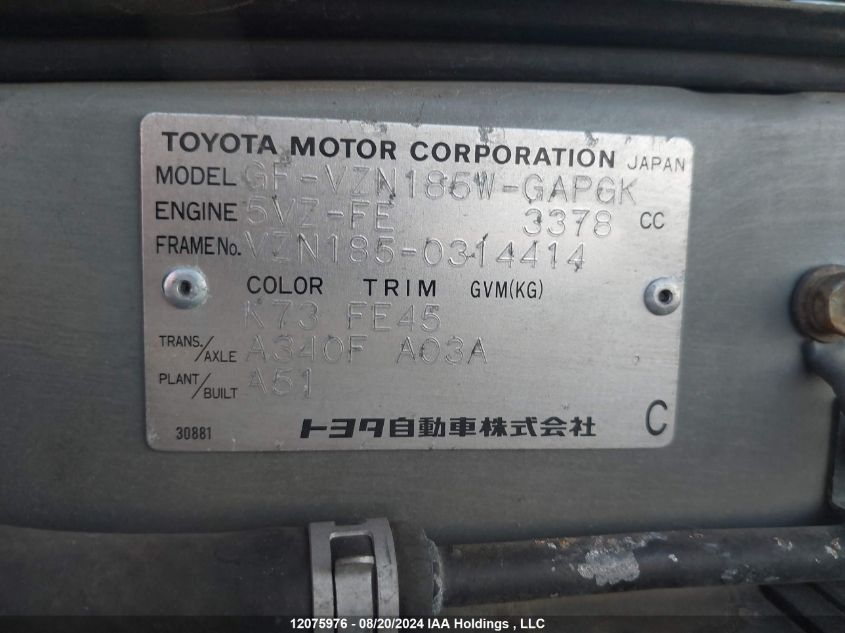 TOYOTA MOTOR CORPORATION JAPAN
MODEL GF-VZN185W-GAPGK
ENGINE 5VZ-FE 3378 CC
FRAME No. VZN185-0314414
COLOR TRIM GVM(KG)
K73 FE45
TRANS./AXLE A340F A03A
PLANT/BUILT A51
30881 トヨタ自動車株式会社 C
12075976 - 08/20/2024 IAA Holdings , LLC